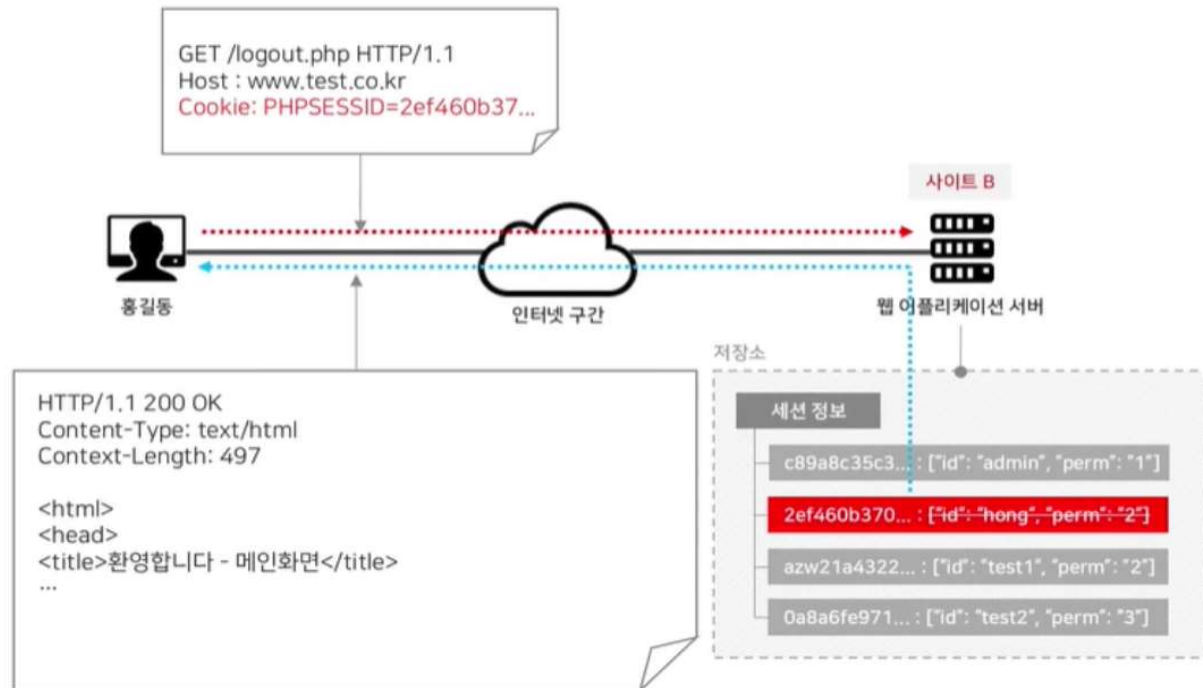 GET /logout.php HTTP/1.1
Host : www.test.co.kr
Cookie: PHPSESSID=2ef460b37...
사이트 B
홍길동
인터넷 구간
웹 어플리케이션 서버
저장소
HTTP/1.1 200 OK
Content-Type: text/html
Context-Length: 497
<html>
<head>
<title>환영합니다 - 메인화면</title>
...
세션 정보
c89a8c35c3... : ["id": "admin", "perm": "1"]
2ef460b370... : ["id": "hong", "perm": "2"]
azw21a4322... : ["id": "test1", "perm": "2"]
0a8a6fe971... : ["id": "test2", "perm": "3"]